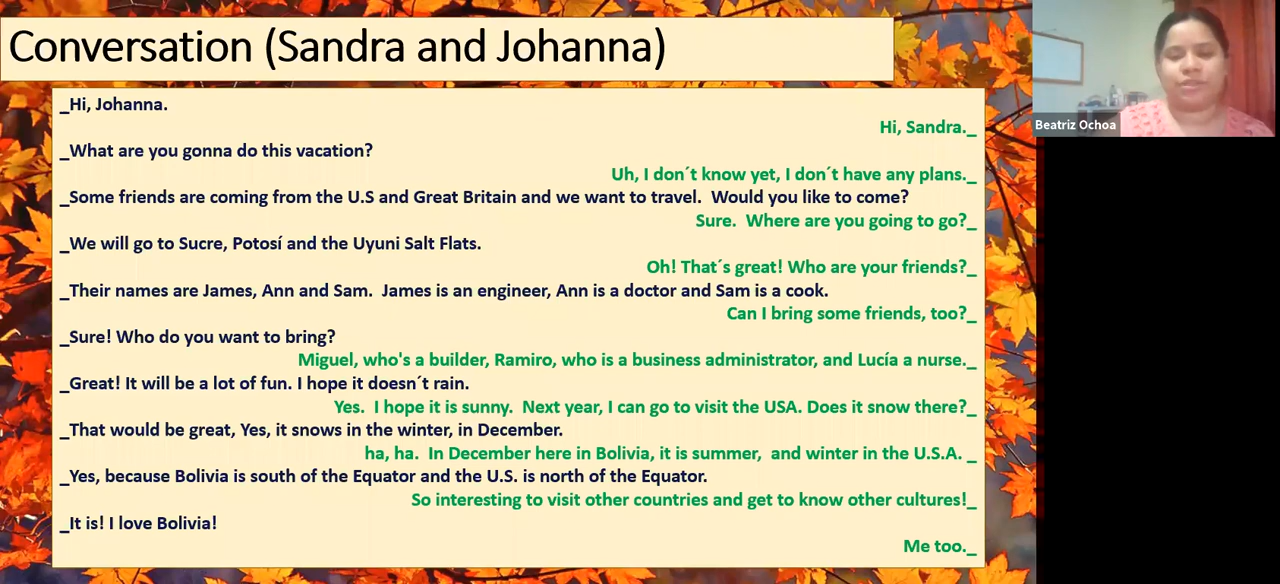 Conversation (Sandra and Johanna)
_Hi, Johanna.
Hi, Sandra._
_What are you gonna do this vacation?
Uh, I don´t know yet, I don´t have any plans._
_Some friends are coming from the U.S and Great Britain and we want to travel.  Would you like to come?
Sure.  Where are you going to go?_
_We will go to Sucre, Potosí and the Uyuni Salt Flats.
Oh! That´s great! Who are your friends?_
_Their names are James, Ann and Sam.  James is an engineer, Ann is a doctor and Sam is a cook.
Can I bring some friends, too?_
_Sure! Who do you want to bring?
Miguel, who's a builder, Ramiro, who is a business administrator, and Lucía a nurse._
_Great! It will be a lot of fun. I hope it doesn´t rain.
Yes.  I hope it is sunny.  Next year, I can go to visit the USA. Does it snow there?_
_That would be great, Yes, it snows in the winter, in December.
ha, ha.  In December here in Bolivia, it is summer,  and winter in the U.S.A. _
_Yes, because Bolivia is south of the Equator and the U.S. is north of the Equator.
So interesting to visit other countries and get to know other cultures!_
_It is! I love Bolivia!
Me too._
Beatriz Ochoa